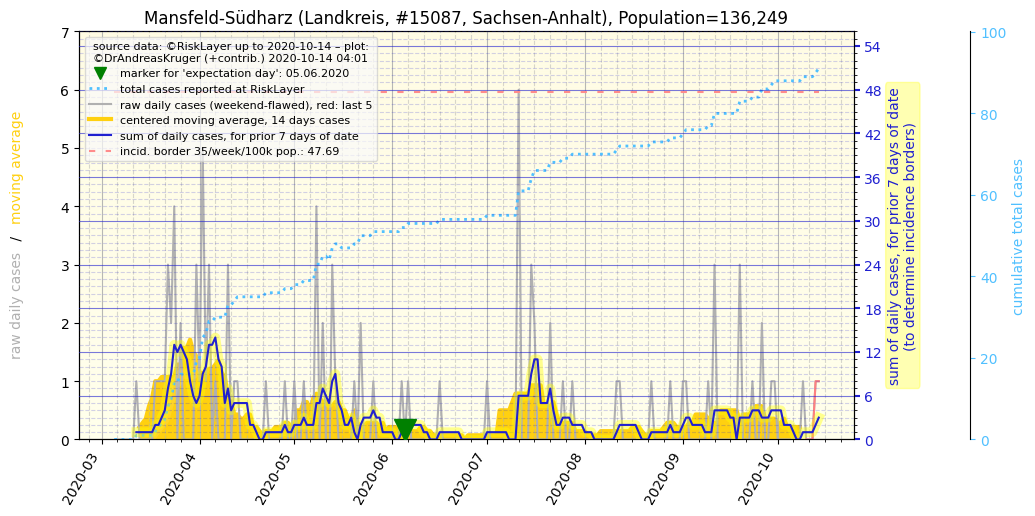 Mansfeld-Südharz (Landkreis, #15087, Sachsen-Anhalt), Population=136,249
source data: ©RiskLayer up to 2020-10-14 – plot:
©DrAndreasKruger (+contrib.) 2020-10-14 04:01
marker for 'expectation day': 05.06.2020
total cases reported at RiskLayer
raw daily cases (weekend-flawed), red: last 5
centered moving average, 14 days cases
sum of daily cases, for prior 7 days of date
incid. border 35/week/100k pop.: 47.69
raw daily cases / moving average
7
6
5
4
3
2
1
0
54
48
42
36
30
24
18
12
6
0
sum of daily cases, for prior 7 days of date
(to determine incidence borders)
100
80
60
40
20
0
cumulative total cases
2020-03
2020-04
2020-05
2020-06
2020-07
2020-08
2020-09
2020-10